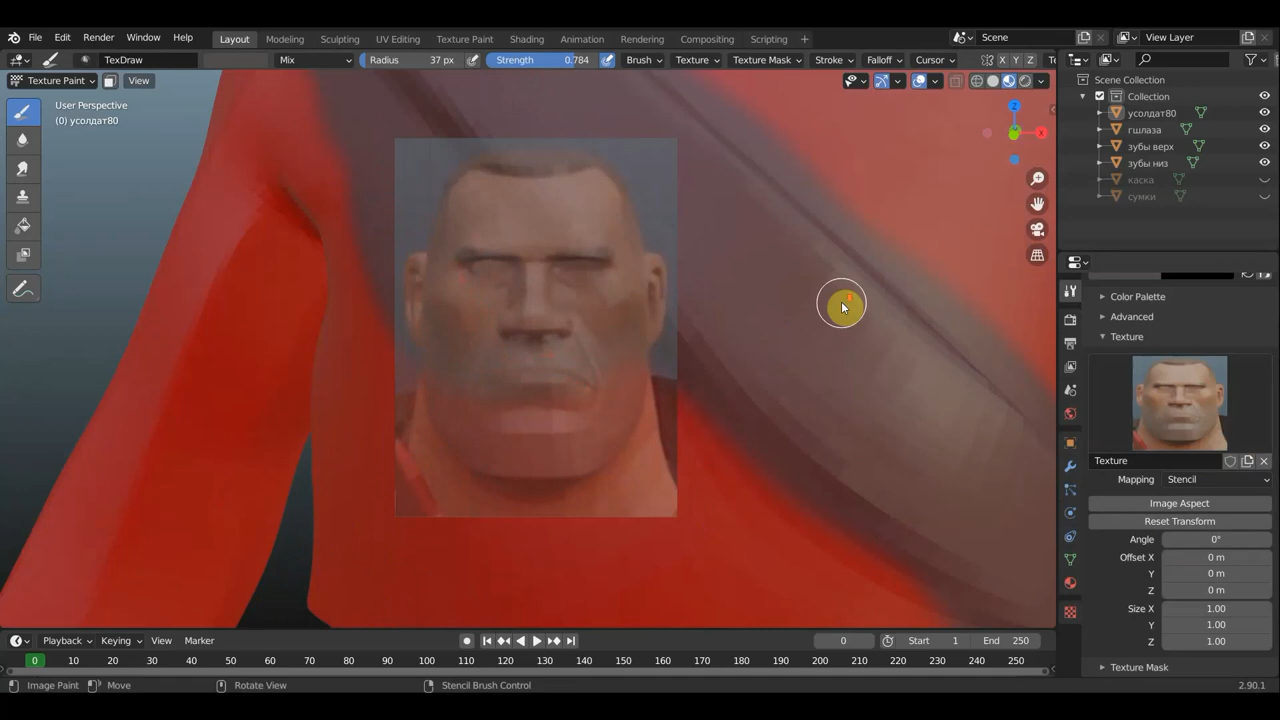 File Edit Render Window Help Layout Modeling Sculpting UV Editing Texture Paint Shading Animation Rendering Compositing Scripting + Scene View Layer
TexDraw Mix Radius 37 px Strength 0.784 Brush Texture Texture Mask Stroke Falloff Cursor X Y Z
Texture Paint View
Scene Collection
Collection
User Perspective
(0) усолдат80
усолдат80
гшлаза
зубы верх
зубы низ
каска
сумки
Z
X
Y
Color Palette
Advanced
Texture
Texture
Mapping Stencil
Image Aspect
Reset Transform
Angle 0°
Offset X 0 m
Y 0 m
Z 0 m
Size X 1.00
Y 1.00
Z 1.00
Texture Mask
Playback Keying View Marker 0 Start 1 End 250
0 10 20 30 40 50 60 70 80 90 100 110 120 130 140 150 160 170 180 190 200 210 220 230 240 250
Image Paint Move Rotate View Stencil Brush Control 2.90.1